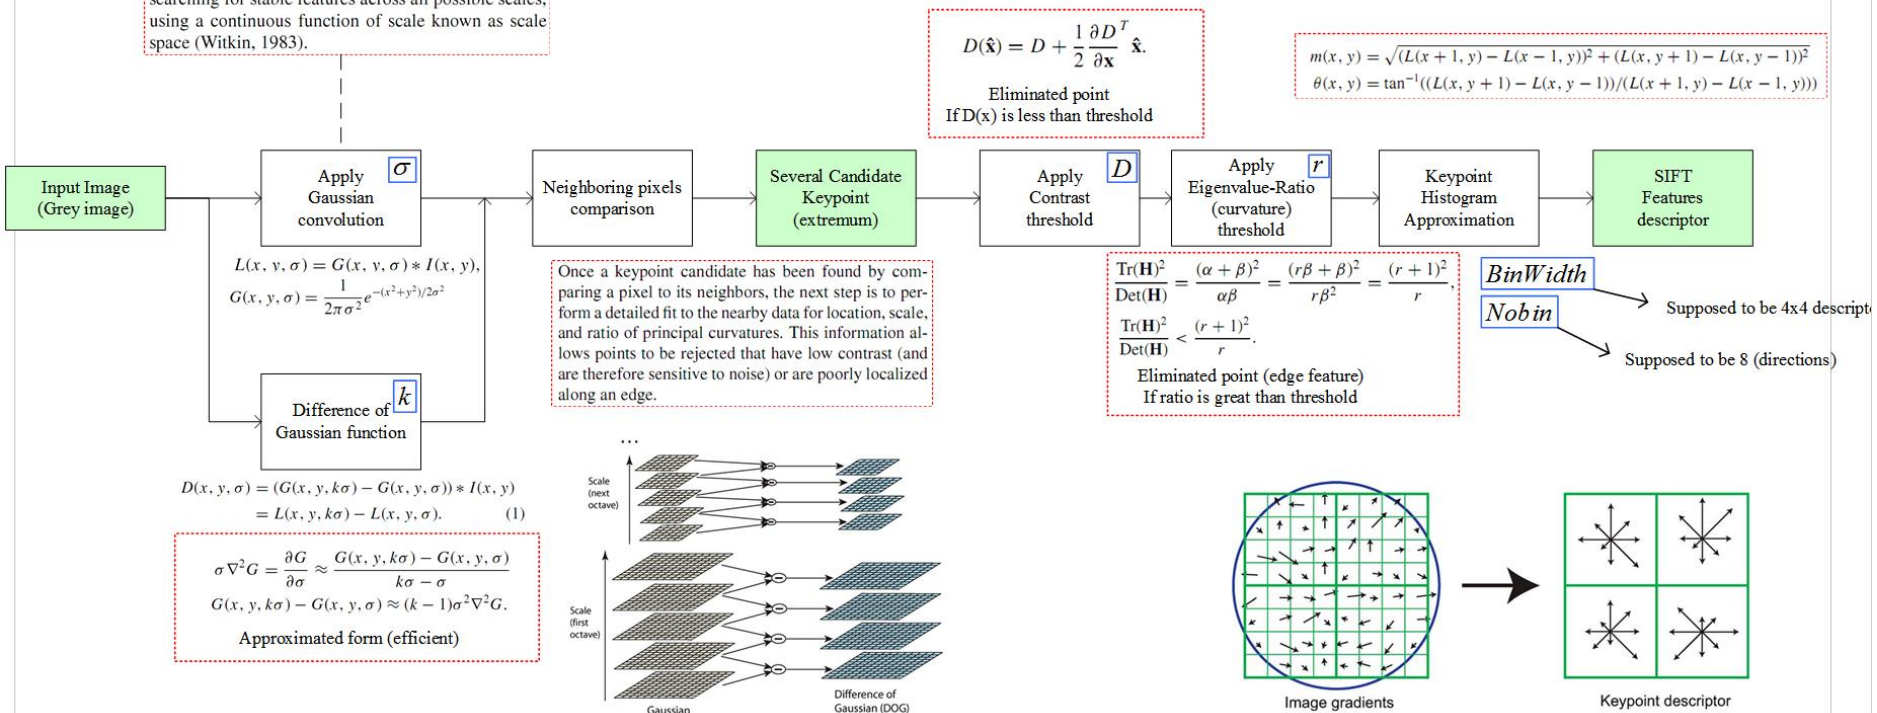 searching for stable features across all possible scales,
using a continuous function of scale known as scale
space (Witkin, 1983).
D(x̂) = D + 1/2 ∂D^T/∂x x̂.
Eliminated point
If D(x) is less than threshold
m(x, y) = √(L(x + 1, y) − L(x − 1, y))² + (L(x, y + 1) − L(x, y − 1))²
θ(x, y) = tan⁻¹((L(x, y + 1) − L(x, y − 1))/(L(x + 1, y) − L(x − 1, y)))
Input Image
(Grey image)
Apply
Gaussian
convolution
σ
Neighboring pixels
comparison
Several Candidate
Keypoint
(extremum)
Apply
Contrast
threshold
D
Apply
Eigenvalue-Ratio
(curvature)
threshold
r
Keypoint
Histogram
Approximation
SIFT
Features
descriptor
L(x, y, σ) = G(x, y, σ) ∗ I(x, y),
G(x, y, σ) = 1/2πσ² e^−(x²+y²)/2σ²
Once a keypoint candidate has been found by com-
paring a pixel to its neighbors, the next step is to per-
form a detailed fit to the nearby data for location, scale,
and ratio of principal curvatures. This information al-
lows points to be rejected that have low contrast (and
are therefore sensitive to noise) or are poorly localized
along an edge.
Tr(H)²/Det(H) = (α + β)²/αβ = (rβ + β)²/rβ² = (r + 1)²/r,
Tr(H)²/Det(H) < (r + 1)²/r.
Eliminated point (edge feature)
If ratio is great than threshold
BinWidth
Nobin
Supposed to be 4x4 descript
Supposed to be 8 (directions)
Difference of
Gaussian function
k
D(x, y, σ) = (G(x, y, kσ) − G(x, y, σ)) ∗ I(x, y)
= L(x, y, kσ) − L(x, y, σ). (1)
σ∇²G = ∂G/∂σ ≈ G(x, y, kσ) − G(x, y, σ)/kσ − σ
G(x, y, kσ) − G(x, y, σ) ≈ (k − 1)σ²∇²G.
Approximated form (efficient)
...
Scale
(next
octave)
Scale
(first
octave)
Gaussian
Difference of
Gaussian (DOG)
Image gradients
Keypoint descriptor